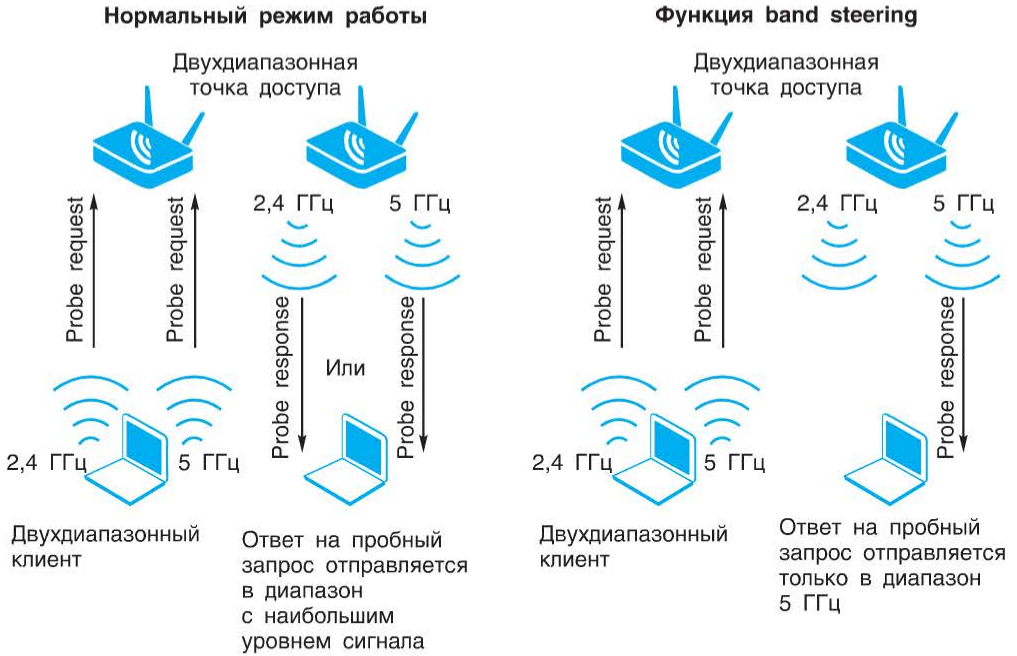 Нормальный режим работы
Двухдиапазонная
точка доступа
Probe request
Probe request
2,4 ГГц
5 ГГц
Probe response
Или
Probe response
2,4 ГГц
5 ГГц
Двухдиапазонный
клиент
Ответ на пробный
запрос отправляется
в диапазон
с наибольшим
уровнем сигнала
Функция band steering
Двухдиапазонная
точка доступа
Probe request
Probe request
2,4 ГГц
5 ГГц
Probe response
2,4 ГГц
5 ГГц
Двухдиапазонный
клиент
Ответ на пробный
запрос отправляется
только в диапазон
5 ГГц